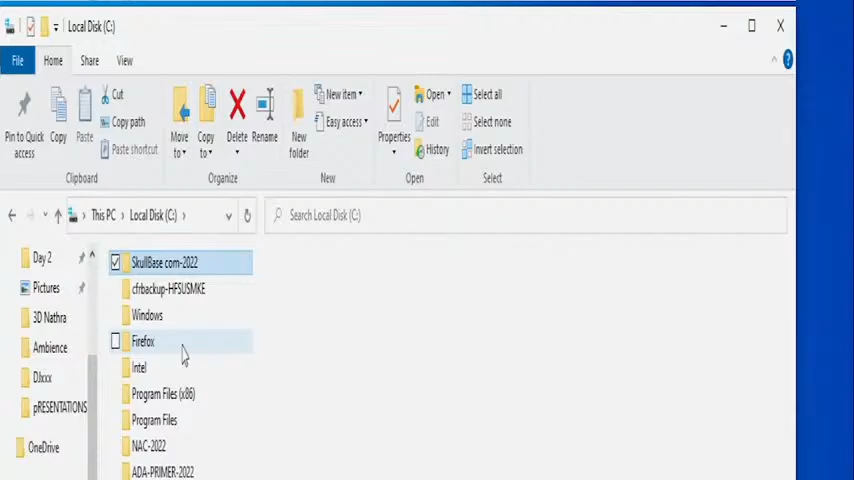 Local Disk (C:)
File Home Share View
Pin to Quick access
Copy
Paste
Cut
Copy path
Paste shortcut
Clipboard
Move to
Copy to
Delete
Rename
Organize
New folder
New item
Easy access
New
Properties
Open
Edit
History
Open
Select all
Select none
Invert selection
Select
This PC > Local Disk (C:) >
Search Local Disk (C:)
Day 2
Pictures
3D Nathra
Ambience
DJxxx
pRESENTATIONS
OneDrive
SkullBase com-2022
cfrbackup-HFSUSMKE
Windows
Firefox
Intel
Program Files (x86)
Program Files
NAC-2022
ADA-PRIMER-2022